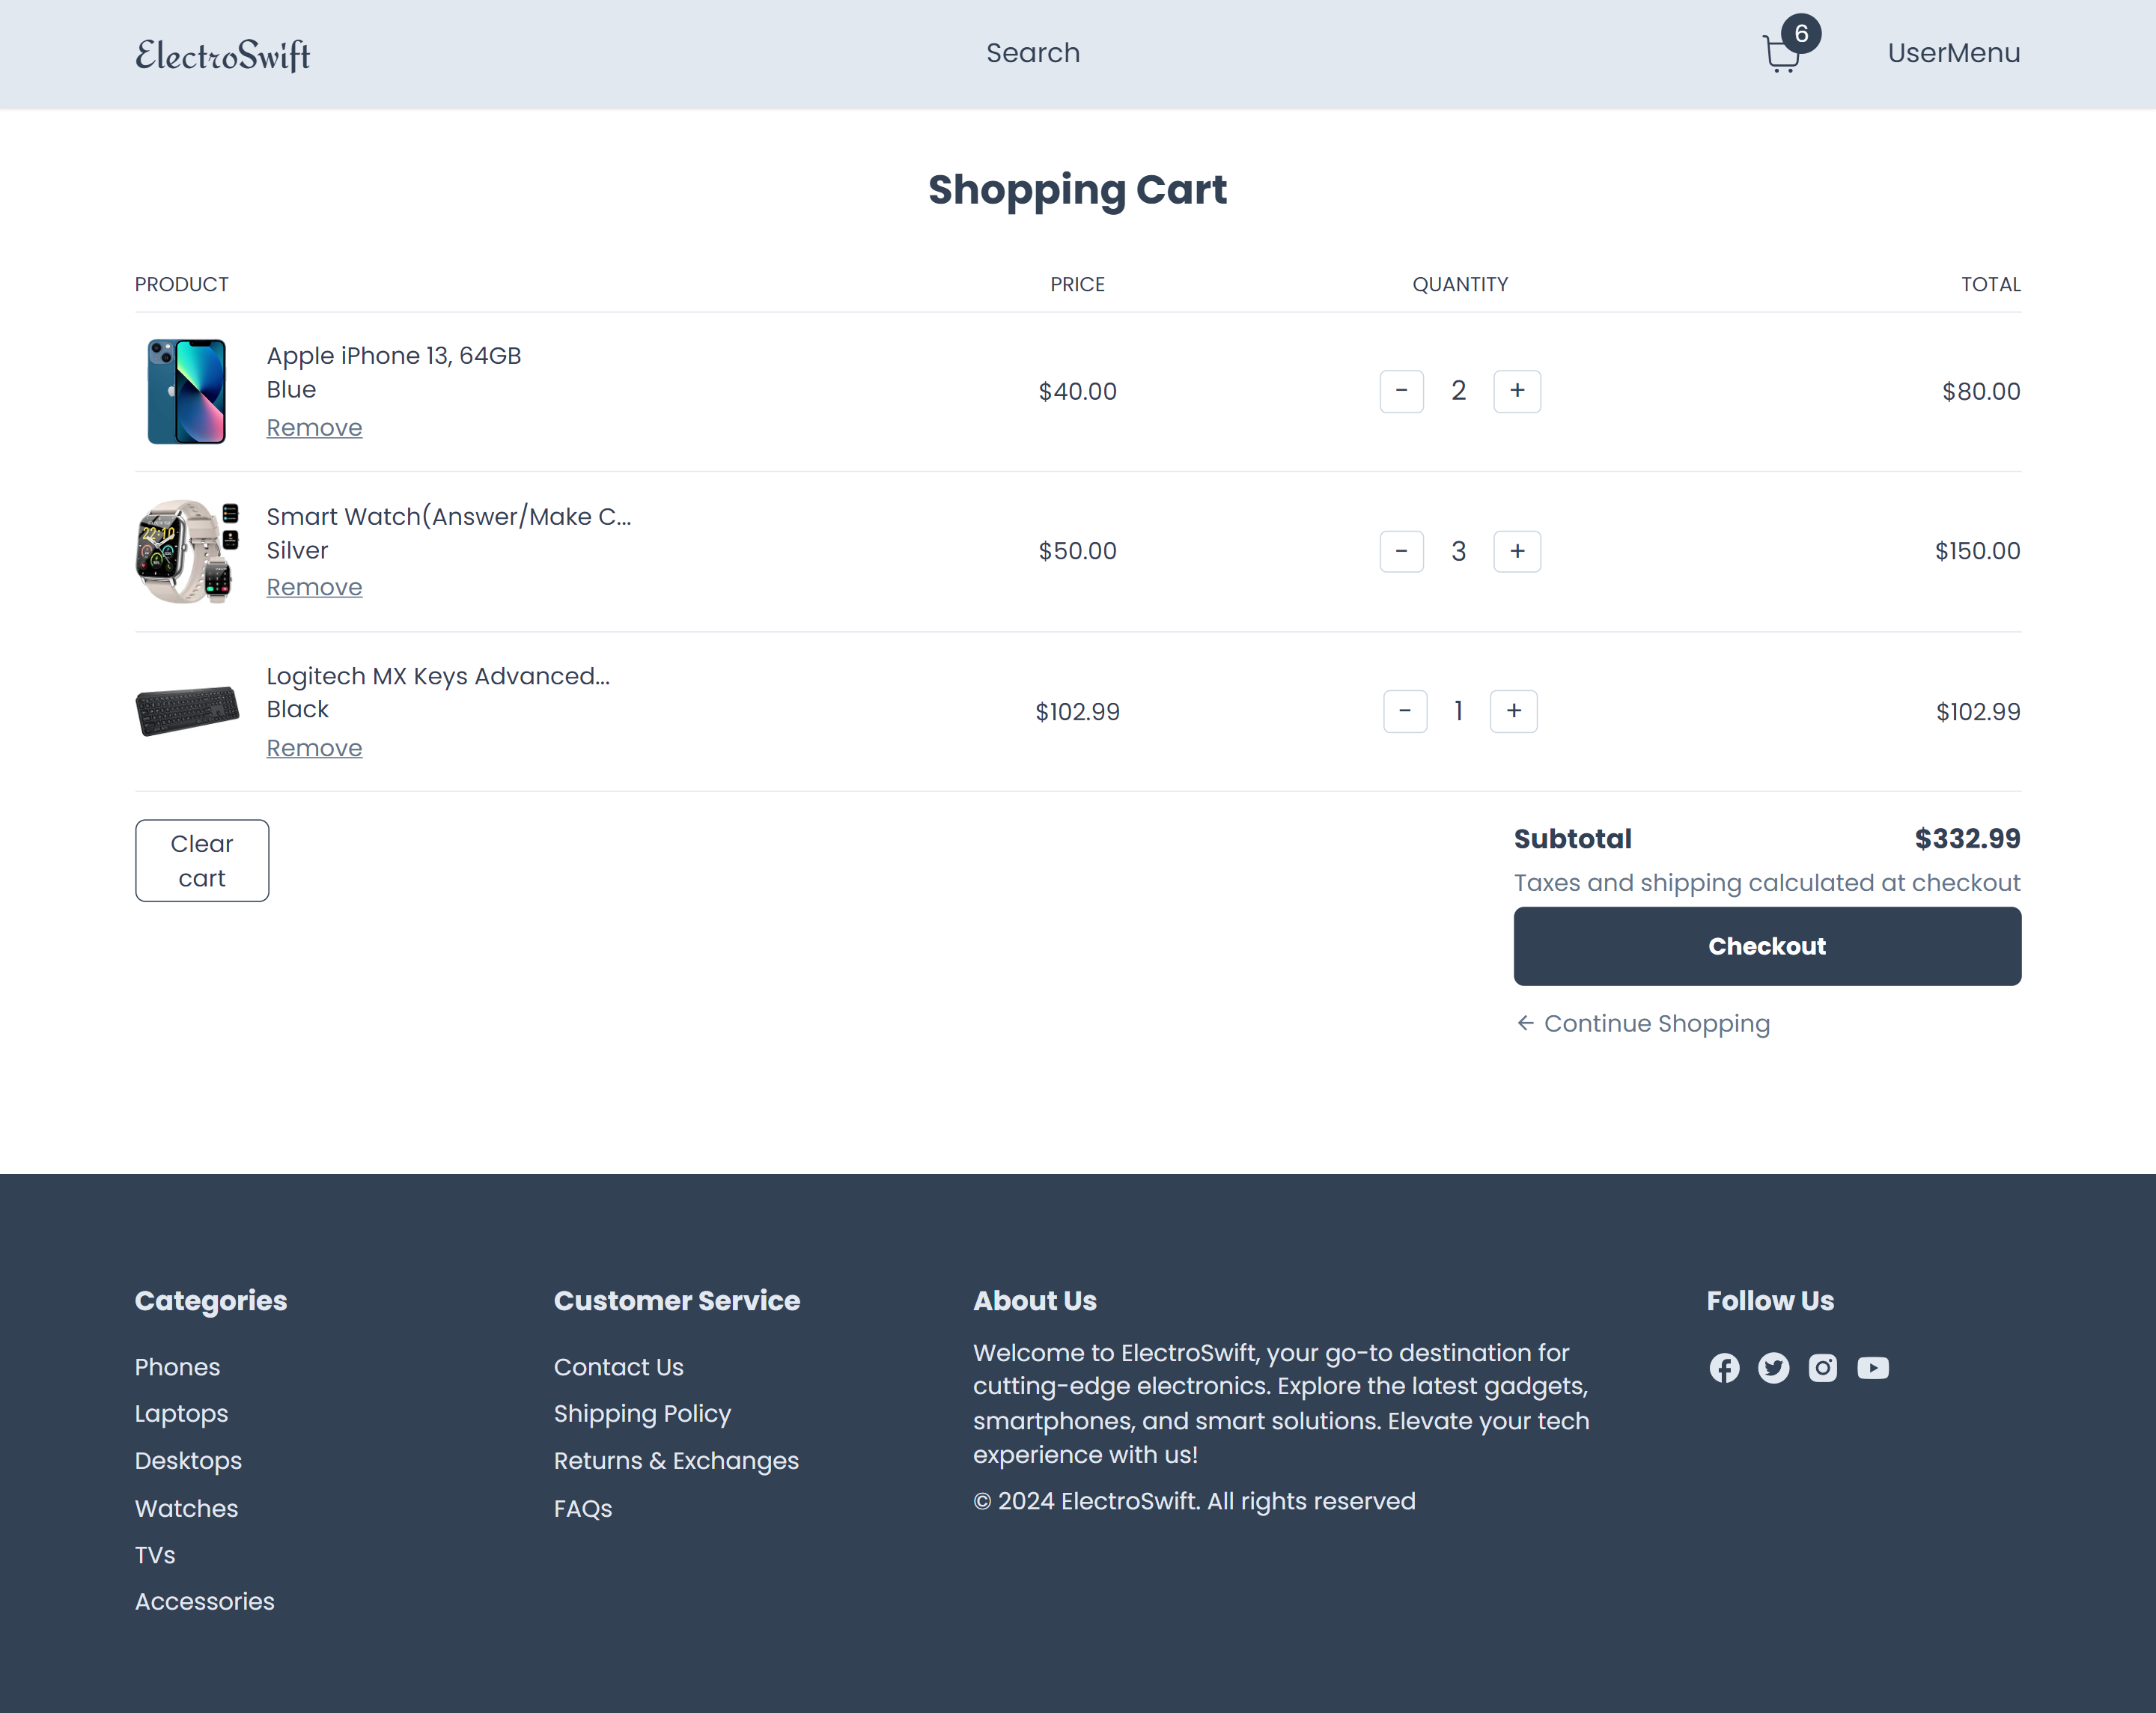 ElectroSwift
Search
6
UserMenu
Shopping Cart
PRODUCT PRICE QUANTITY TOTAL
Apple iPhone 13, 64GB
Blue
Remove
$40.00 - 2 + $80.00
Smart Watch(Answer/Make C...
Silver
Remove
$50.00 - 3 + $150.00
Logitech MX Keys Advanced...
Black
Remove
$102.99 - 1 + $102.99
Clear
cart
Subtotal $332.99
Taxes and shipping calculated at checkout
Checkout
← Continue Shopping
Categories
Phones
Laptops
Desktops
Watches
TVs
Accessories
Customer Service
Contact Us
Shipping Policy
Returns & Exchanges
FAQs
About Us
Welcome to ElectroSwift, your go-to destination for
cutting-edge electronics. Explore the latest gadgets,
smartphones, and smart solutions. Elevate your tech
experience with us!
© 2024 ElectroSwift. All rights reserved
Follow Us